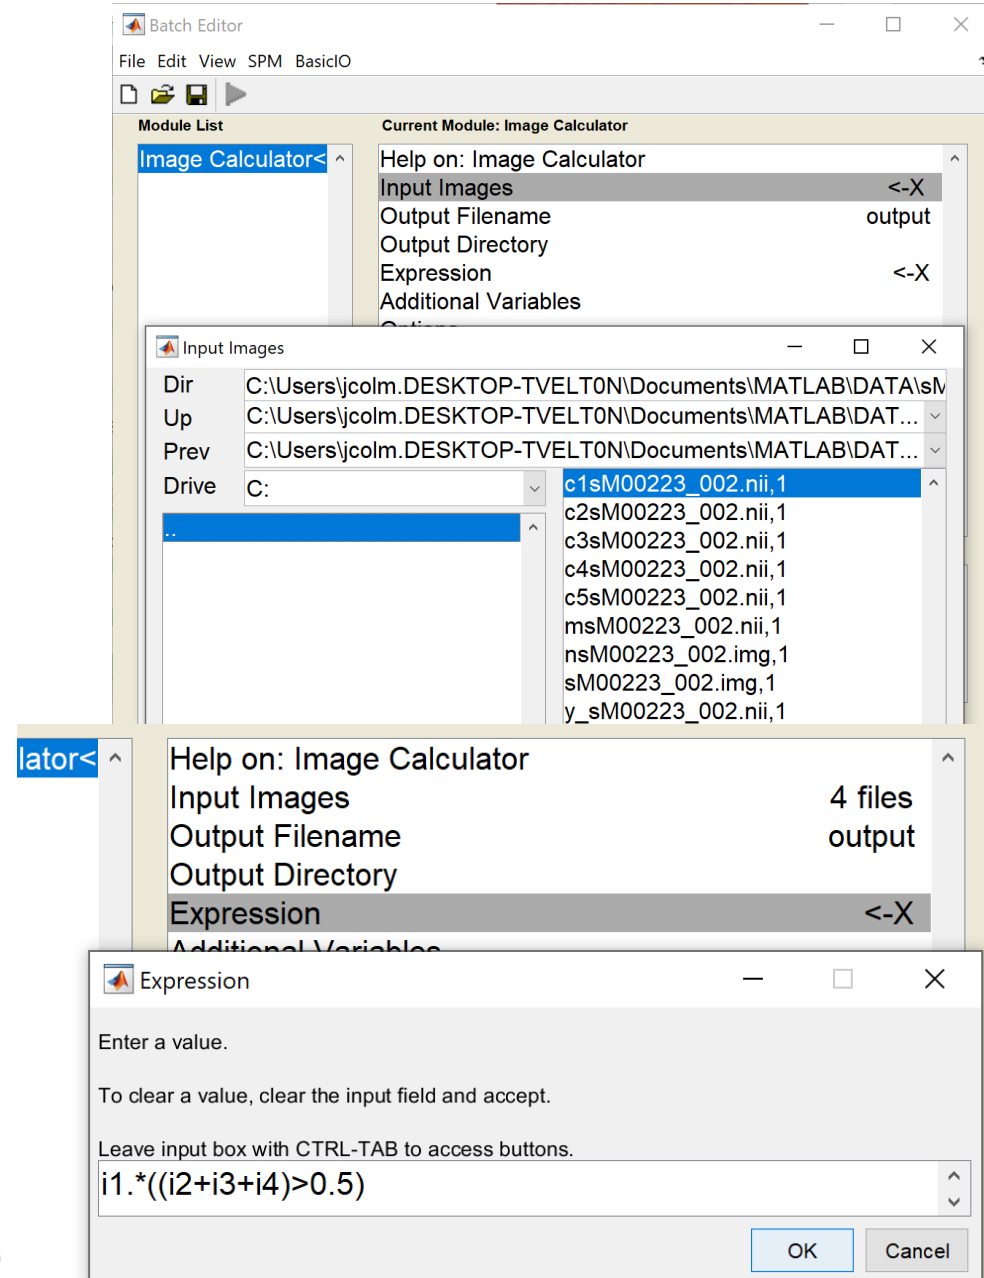 Batch Editor
File Edit View SPM BasicIO
Module List
Current Module: Image Calculator
Image Calculator<
Help on: Image Calculator
Input Images <-X
Output Filename output
Output Directory
Expression <-X
Additional Variables
Options
Input Images
Dir C:\Users\jcolm.DESKTOP-TVELT0N\Documents\MATLAB\DATA\sM
Up C:\Users\jcolm.DESKTOP-TVELT0N\Documents\MATLAB\DAT...
Prev C:\Users\jcolm.DESKTOP-TVELT0N\Documents\MATLAB\DAT...
Drive C:
..
c1sM00223_002.nii,1
c2sM00223_002.nii,1
c3sM00223_002.nii,1
c4sM00223_002.nii,1
c5sM00223_002.nii,1
msM00223_002.nii,1
nsM00223_002.img,1
sM00223_002.img,1
y_sM00223_002.nii,1
lator<
Help on: Image Calculator
Input Images 4 files
Output Filename output
Output Directory
Expression <-X
Additional Variables
Expression
Enter a value.
To clear a value, clear the input field and accept.
Leave input box with CTRL-TAB to access buttons.
i1.*((i2+i3+i4)>0.5)
OK Cancel